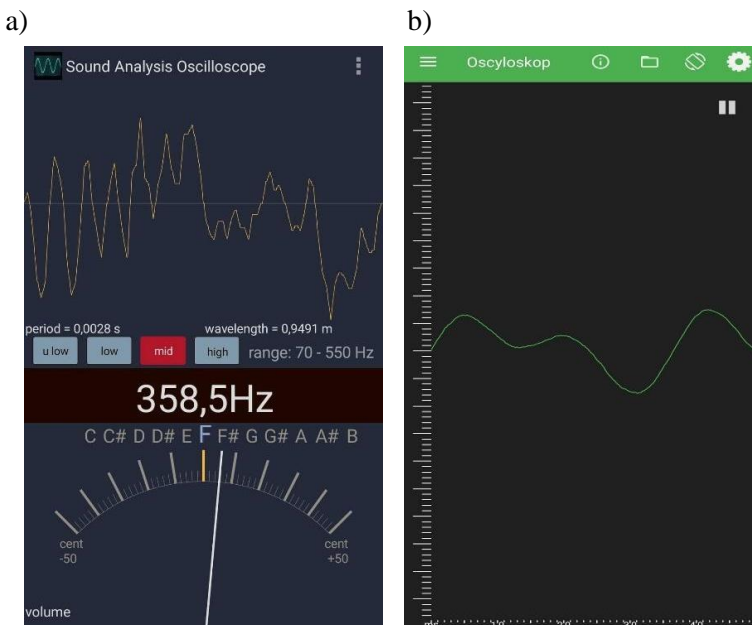 a)
b)
Sound Analysis Oscilloscope
period = 0,0028 s
wavelength = 0,9491 m
u low
low
mid
high
range: 70 - 550 Hz
358,5Hz
C C# D D# E F F# G G# A A# B
cent
-50
cent
+50
volume
Oscyloskop